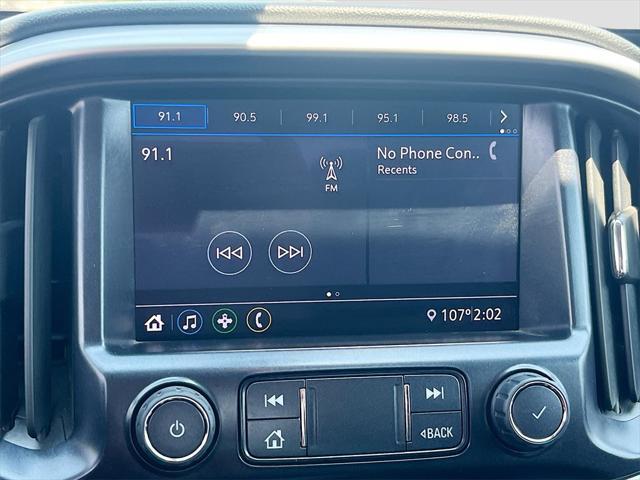 91.1 90.5 99.1 95.1 98.5
91.1
No Phone Con..
Recents
FM
107° 2:02
BACK